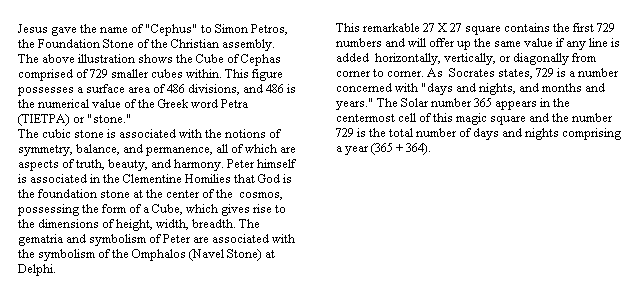 Jesus gave the name of "Cephus" to Simon Petros,
the Foundation Stone of the Christian assembly.
The above illustration shows the Cube of Cephas
comprised of 729 smaller cubes within. This figure
possesses a surface area of 486 divisions, and 486 is
the numerical value of the Greek word Petra
(TIETPA) or "stone."
The cubic stone is associated with the notions of
symmetry, balance, and permanence, all of which are
aspects of truth, beauty, and harmony. Peter himself
is associated in the Clementine Homilies that God is
the foundation stone at the center of the cosmos,
possessing the form of a Cube, which gives rise to
the dimensions of height, width, breadth. The
gematria and symbolism of Peter are associated with
the symbolism of the Omphalos (Navel Stone) at
Delphi.
This remarkable 27 X 27 square contains the first 729
numbers and will offer up the same value if any line is
added horizontally, vertically, or diagonally from
corner to corner. As Socrates states, 729 is a number
concerned with "days and nights, and months and
years." The Solar number 365 appears in the
centermost cell of this magic square and the number
729 is the total number of days and nights comprising
a year (365 + 364).